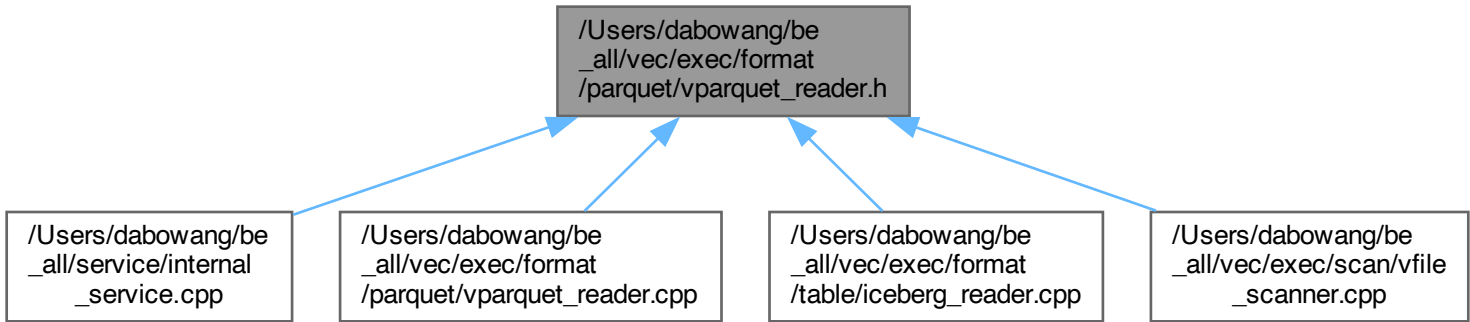 /Users/dabowang/be
_all/vec/exec/format
/parquet/vparquet_reader.h
/Users/dabowang/be
_all/service/internal
_service.cpp
/Users/dabowang/be
_all/vec/exec/format
/parquet/vparquet_reader.cpp
/Users/dabowang/be
_all/vec/exec/format
/table/iceberg_reader.cpp
/Users/dabowang/be
_all/vec/exec/scan/vfile
_scanner.cpp